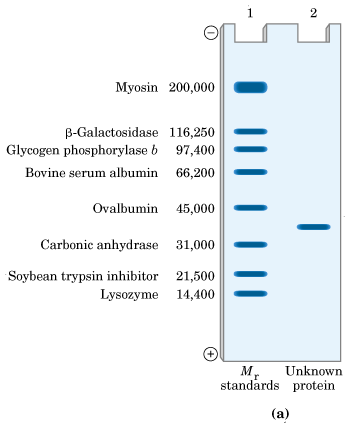 1 2
−
Myosin 200,000
β-Galactosidase 116,250
Glycogen phosphorylase b 97,400
Bovine serum albumin 66,200
Ovalbumin 45,000
Carbonic anhydrase 31,000
Soybean trypsin inhibitor 21,500
Lysozyme 14,400
+
Mr Unknown
standards protein
(a)